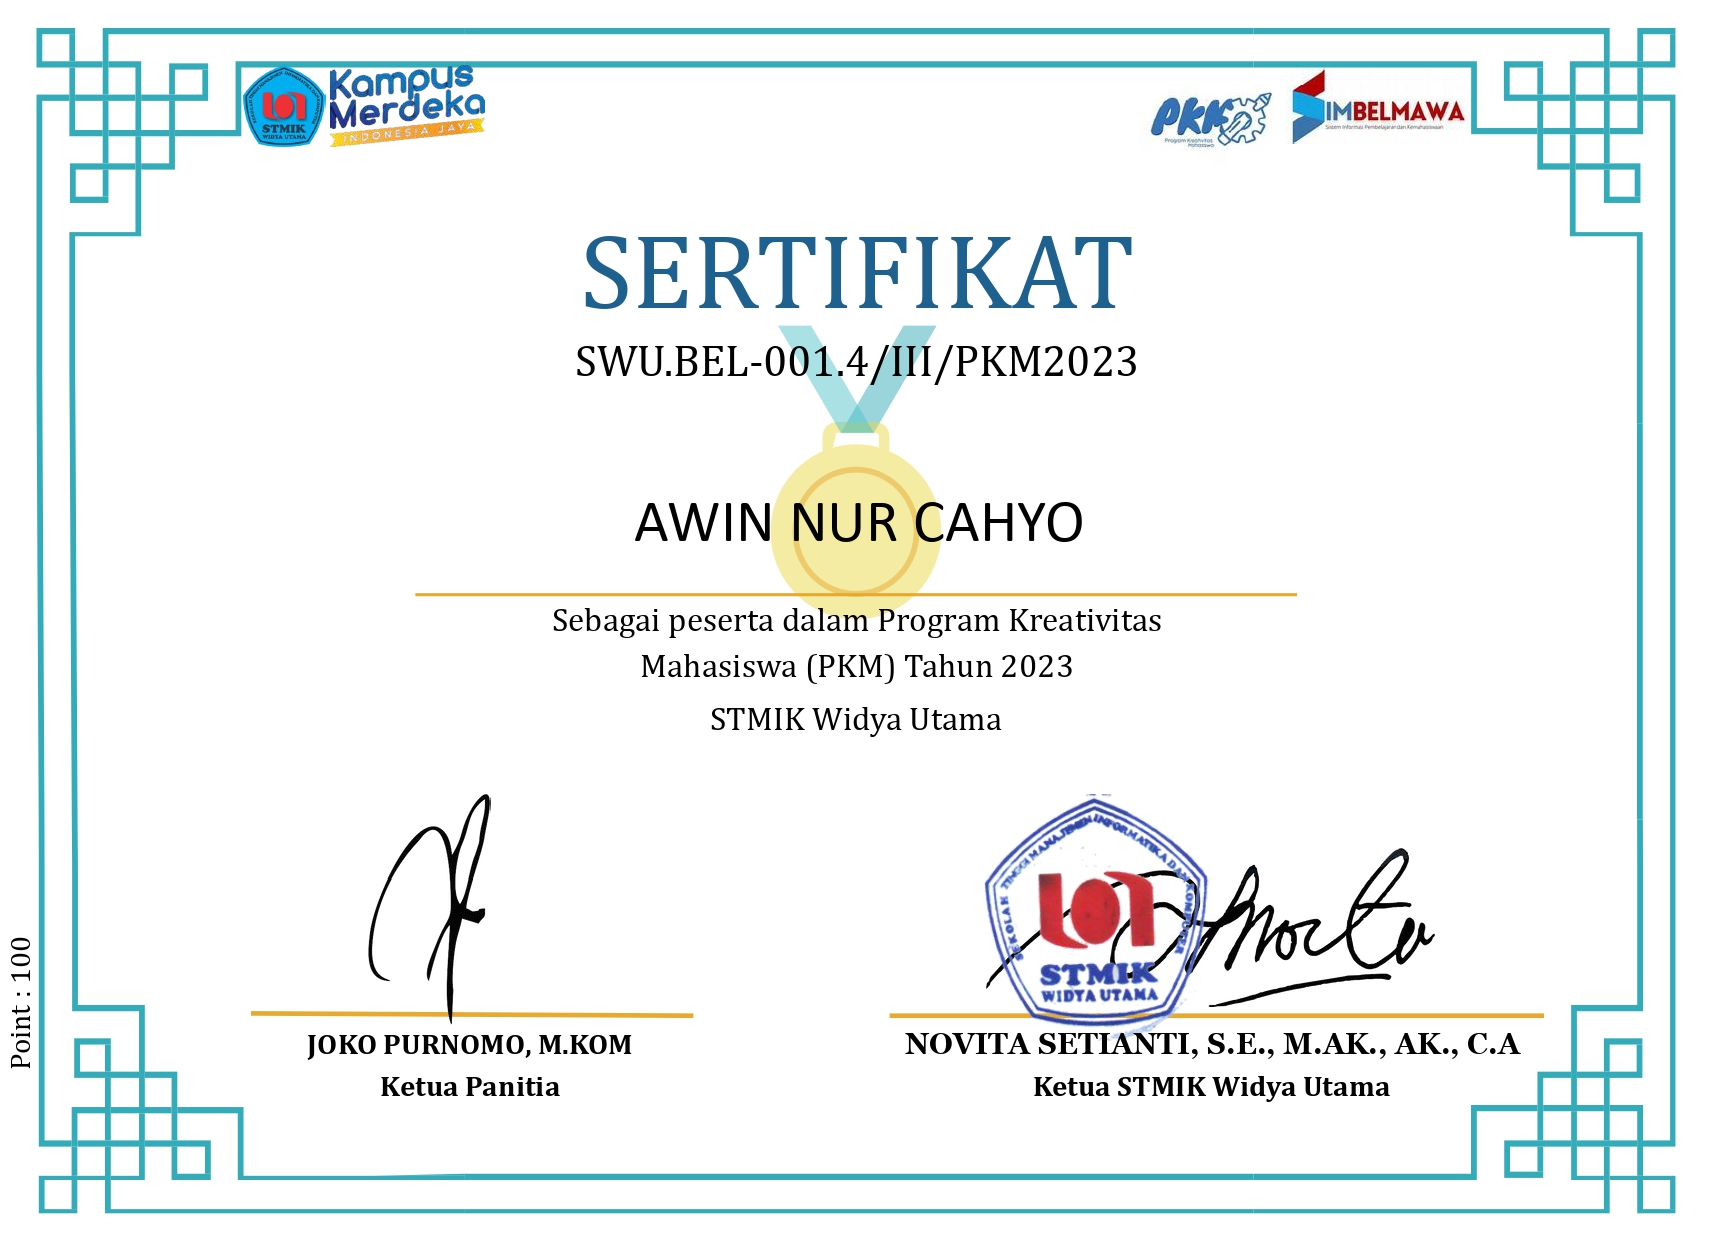 STMIK
WIDYA UTAMA
Kampus
Merdeka
INDONESIA JAYA
PKM
Program Kreativitas
Mahasiswa
SIMBELMAWA
Sistem Informasi Pembelajaran dan Kemahasiswaan
SERTIFIKAT
SWU.BEL-001.4/III/PKM2023
AWIN NUR CAHYO
Sebagai peserta dalam Program Kreativitas
Mahasiswa (PKM) Tahun 2023
STMIK Widya Utama
SEKOLAH TINGGI MANAJEMEN INFORMATIKA DAN KOMPUTER
STMIK
WIDYA UTAMA
JOKO PURNOMO, M.KOM
Ketua Panitia
NOVITA SETIANTI, S.E., M.AK., AK., C.A
Ketua STMIK Widya Utama
Point : 100